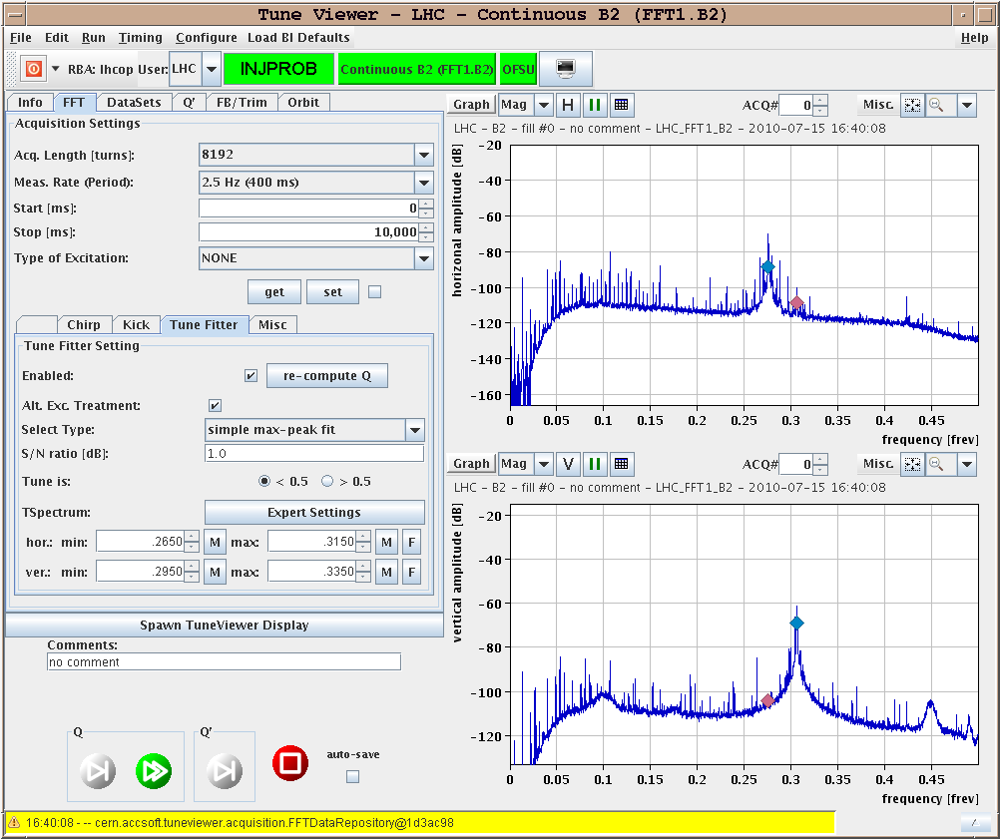 Tune Viewer - LHC - Continuous B2 (FFT1.B2)
File Edit Run Timing Configure Load BI Defaults Help
RBA: lhcop User: LHC INJPROB Continuous B2 (FFT1.B2) OFSU
Info FFT DataSets Q' FB/Trim Orbit
Acquisition Settings
Acq. Length [turns]: 8192
Meas. Rate (Period): 2.5 Hz (400 ms)
Start [ms]: 0
Stop [ms]: 10,000
Type of Excitation: NONE
get set
Chirp Kick Tune Fitter Misc
Tune Fitter Setting
Enabled: re-compute Q
Alt. Exc. Treatment:
Select Type: simple max-peak fit
S/N ratio [dB]: 1.0
Tune is: < 0.5 > 0.5
TSpectrum: Expert Settings
hor.: min: .2650 M max: .3150 M F
ver.: min: .2950 M max: .3350 M F
Spawn TuneViewer Display
Comments:
no comment
Q Q'
auto-save
Graph Mag H ACQ# 0 Misc.
LHC - B2 - fill #0 - no comment - LHC_FFT1_B2 - 2010-07-15 16:40:08
horizonal amplitude [dB]
-20
-40
-60
-80
-100
-120
-140
-160
0 0.05 0.1 0.15 0.2 0.25 0.3 0.35 0.4 0.45
frequency [frev]
Graph Mag V ACQ# 0 Misc.
LHC - B2 - fill #0 - no comment - LHC_FFT1_B2 - 2010-07-15 16:40:08
vertical amplitude [dB]
-20
-40
-60
-80
-100
-120
0 0.05 0.1 0.15 0.2 0.25 0.3 0.35 0.4 0.45
frequency [frev]
16:40:08 - -- cern.accsoft.tuneviewer.acquisition.FFTDataRepository@1d3ac98